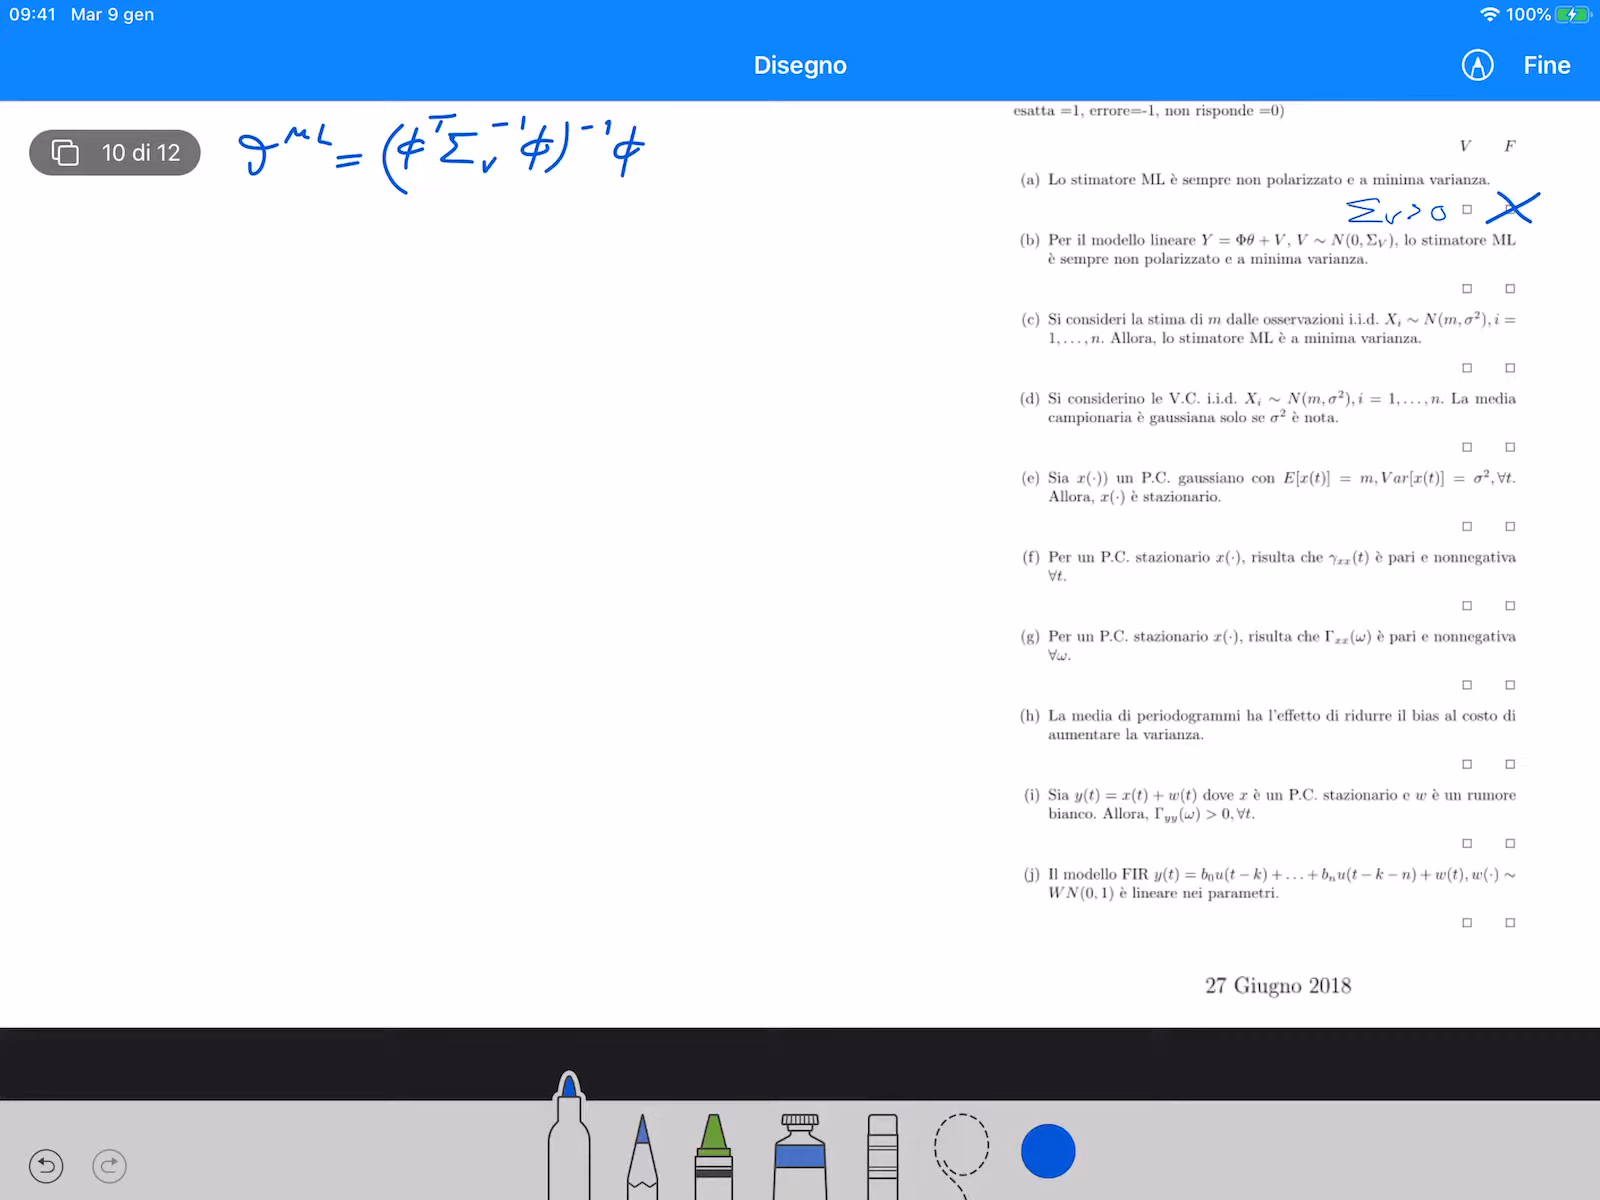 09:41 Mar 9 gen
100%
Disegno
Fine
10 di 12
ϑ^{ML} = (ϕ^T Σ_v^{-1} ϕ)^{-1} ϕ
esatta =1, errore=-1, non risponde =0)
V F
(a) Lo stimatore ML è sempre non polarizzato e a minima varianza.
Σ_v > 0
(b) Per il modello lineare Y = Φθ + V, V ∼ N(0, Σ_V), lo stimatore ML
è sempre non polarizzato e a minima varianza.
(c) Si consideri la stima di m dalle osservazioni i.i.d. X_i ∼ N(m, σ²), i =
1, . . . , n. Allora, lo stimatore ML è a minima varianza.
(d) Si considerino le V.C. i.i.d. X_i ∼ N(m, σ²), i = 1, . . . , n. La media
campionaria è gaussiana solo se σ² è nota.
(e) Sia x(·)) un P.C. gaussiano con E[x(t)] = m, Var[x(t)] = σ², ∀t.
Allora, x(·) è stazionario.
(f) Per un P.C. stazionario x(·), risulta che γ_xx(t) è pari e nonnegativa
∀t.
(g) Per un P.C. stazionario x(·), risulta che Γ_xx(ω) è pari e nonnegativa
∀ω.
(h) La media di periodogrammi ha l'effetto di ridurre il bias al costo di
aumentare la varianza.
(i) Sia y(t) = x(t) + w(t) dove x è un P.C. stazionario e w è un rumore
bianco. Allora, Γ_yy(ω) > 0, ∀t.
(j) Il modello FIR y(t) = b_0u(t − k) + . . . + b_nu(t − k − n) + w(t), w(·) ∼
WN(0, 1) è lineare nei parametri.
27 Giugno 2018